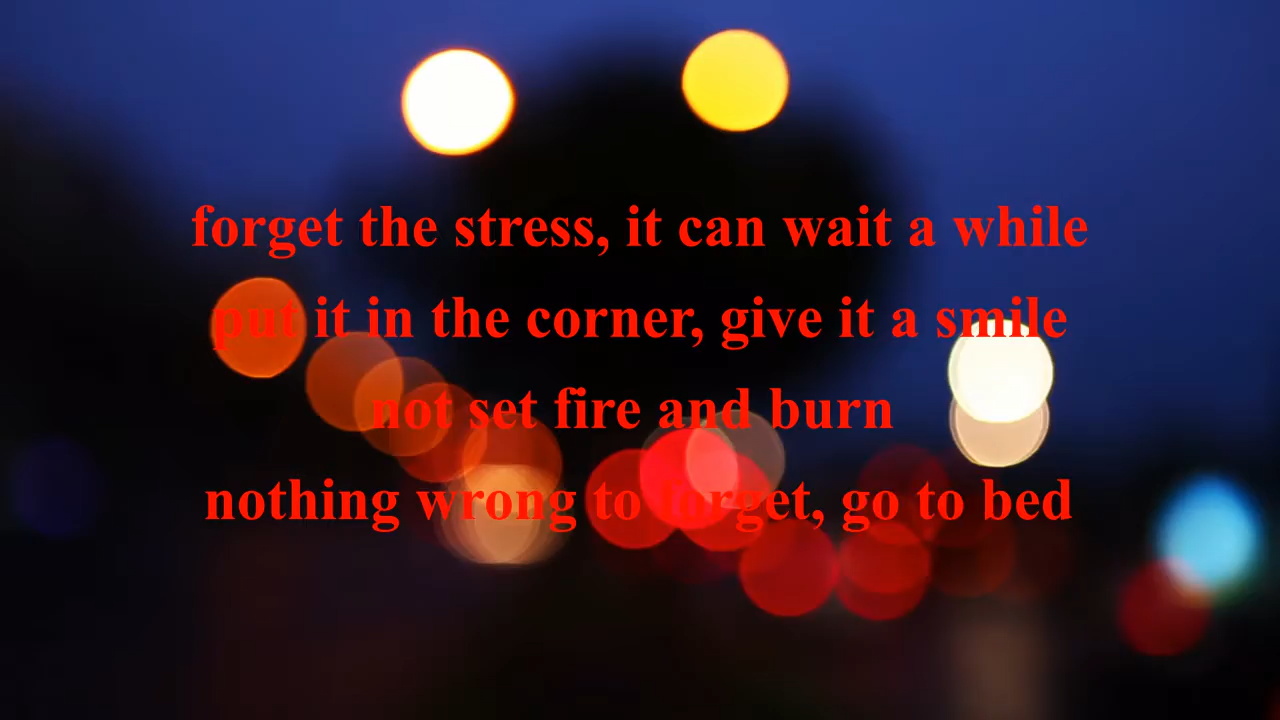 forget the stress, it can wait a while
put it in the corner, give it a smile
not set fire and burn
nothing wrong to forget, go to bed